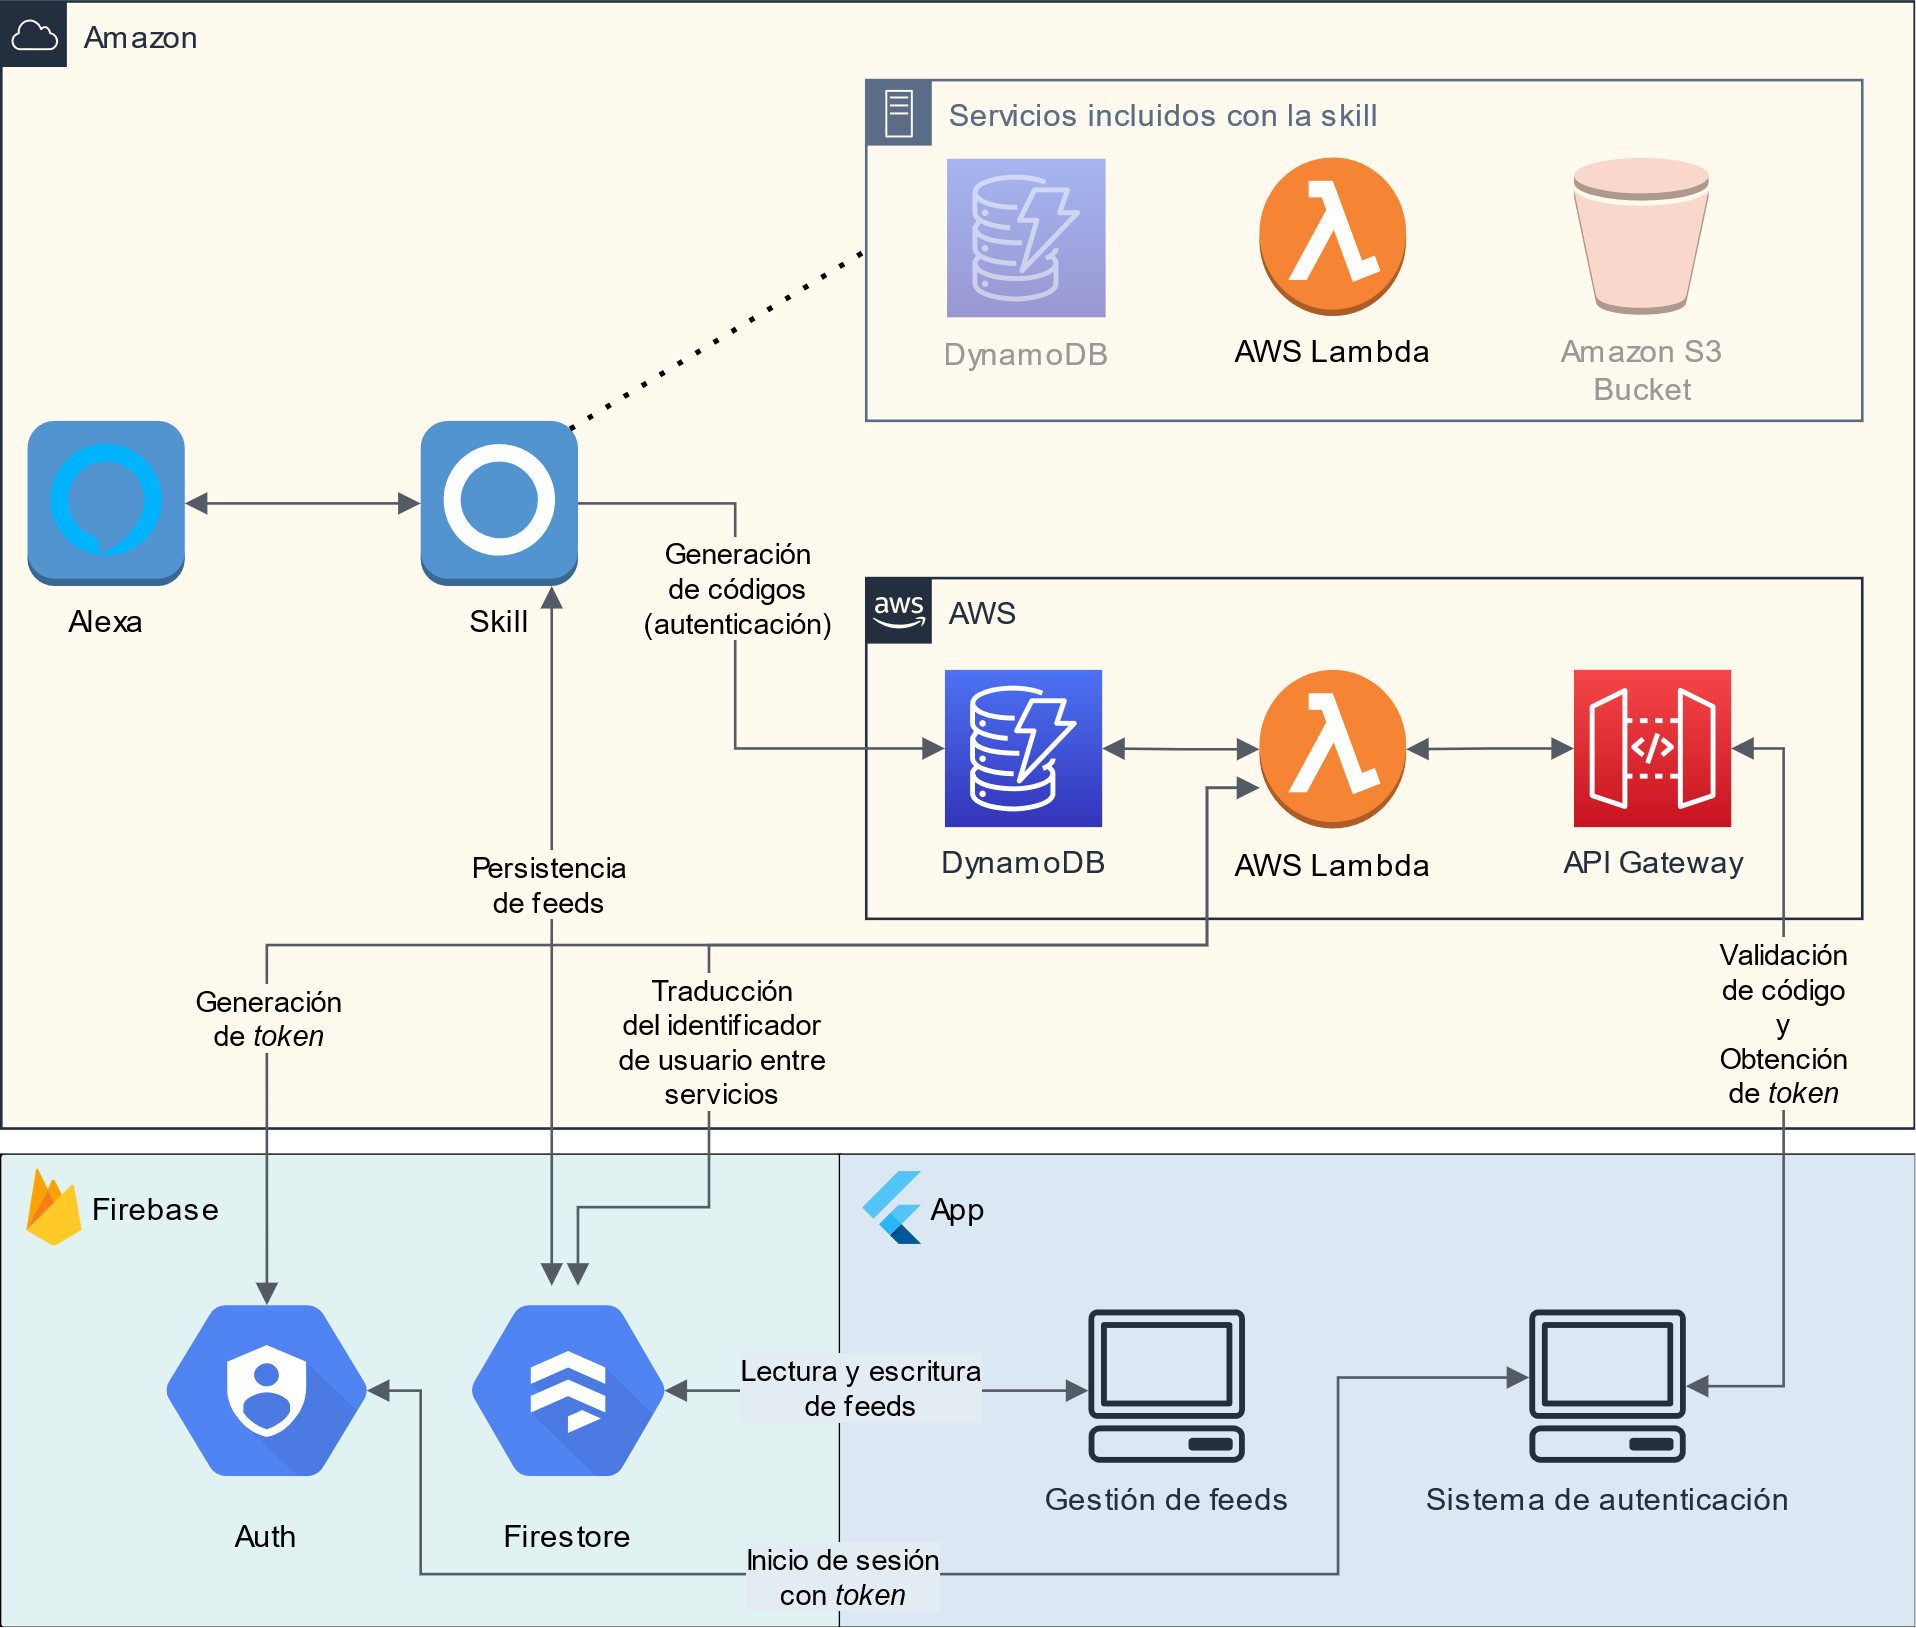 Amazon
Servicios incluidos con la skill
DynamoDB
AWS Lambda
Amazon S3
Bucket
Alexa
Skill
Generación
de códigos
(autenticación)
aws
AWS
DynamoDB
AWS Lambda
API Gateway
Persistencia
de feeds
Generación
de token
Traducción
del identificador
de usuario entre
servicios
Validación
de código
y
Obtención
de token
Firebase
App
Lectura y escritura
de feeds
Gestión de feeds
Sistema de autenticación
Auth
Firestore
Inicio de sesión
con token